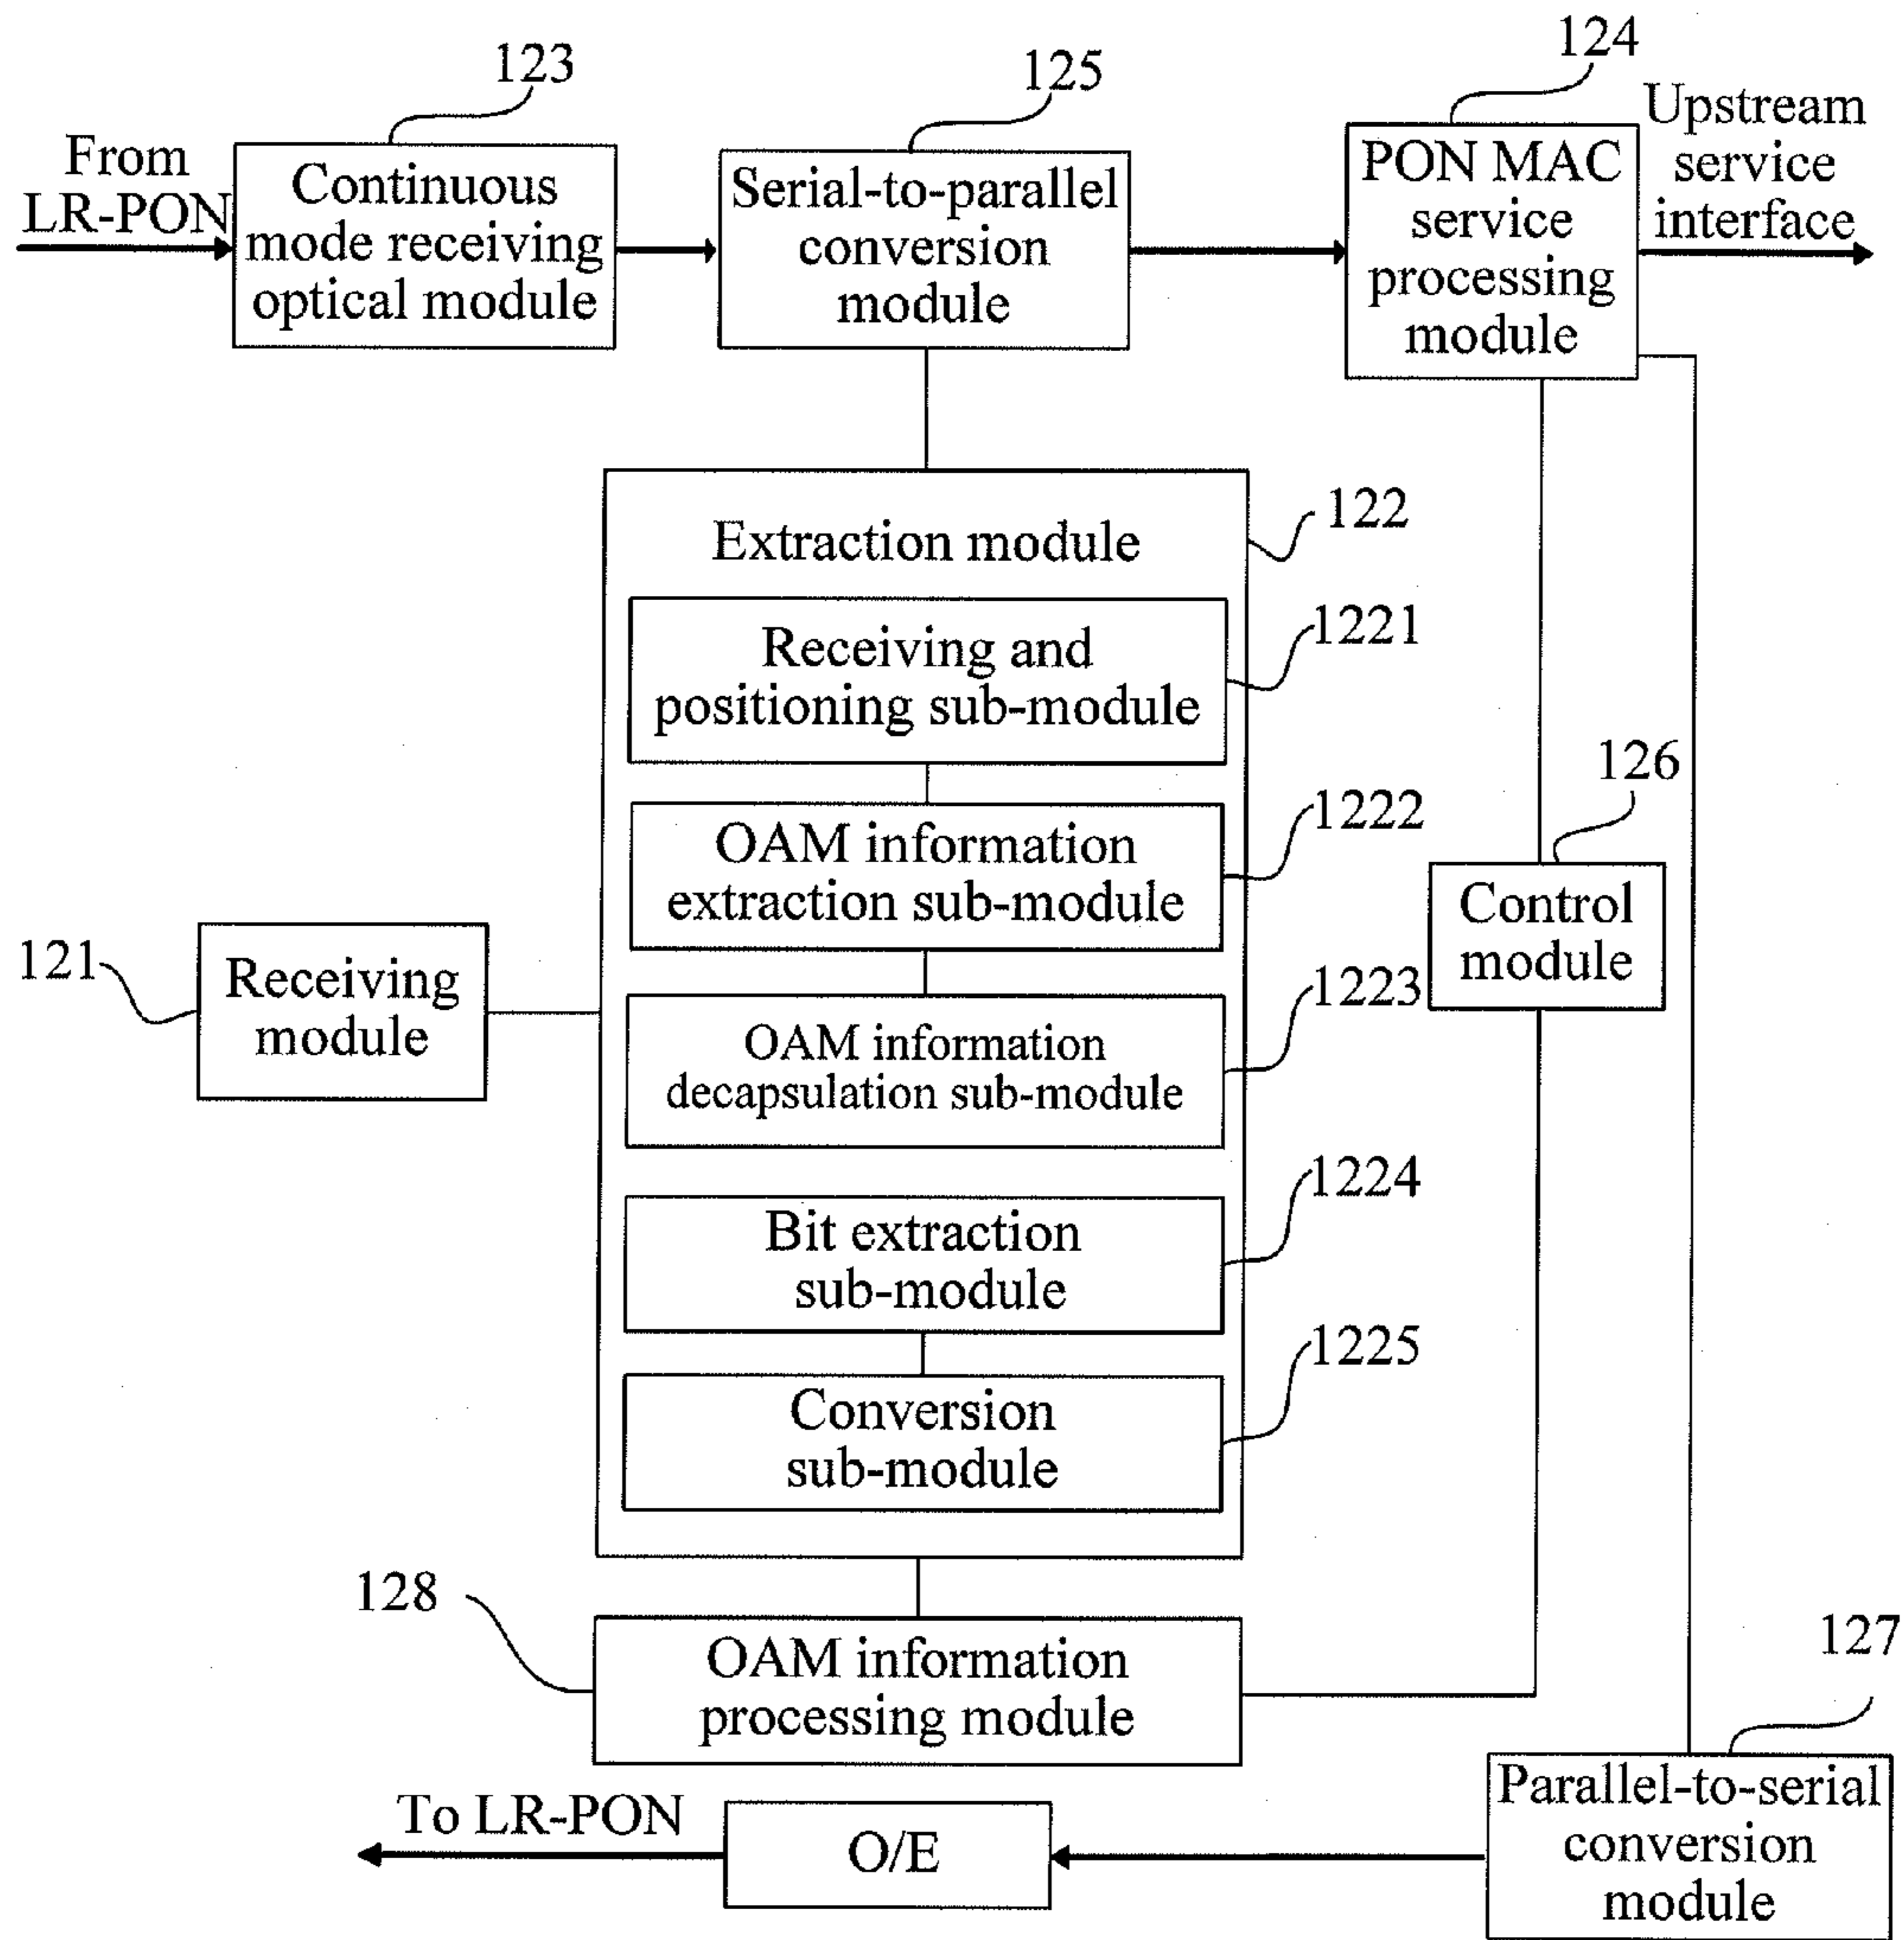 123
125
124
From
LR-PON
Continuous
mode receiving
optical module
Serial-to-parallel
conversion
module
PON MAC
service
processing
module
Upstream
service
interface
Extraction module
122
Receiving and
positioning sub-module
1221
OAM information
extraction sub-module
1222
126
Control
module
121
Receiving
module
OAM information
decapsulation sub-module
1223
Bit extraction
sub-module
1224
Conversion
sub-module
1225
128
OAM information
processing module
127
To LR-PON
O/E
Parallel-to-serial
conversion
module